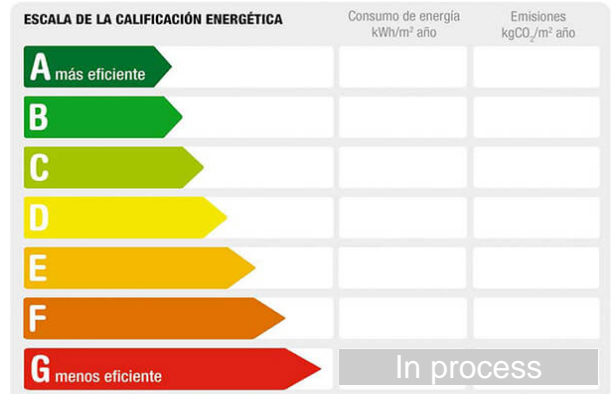 ESCALA DE LA CALIFICACIÓN ENERGÉTICA
Consumo de energía
kWh/m² año
Emisiones
kgCO₂/m² año
A más eficiente
B
C
D
E
F
G menos eficiente
In process